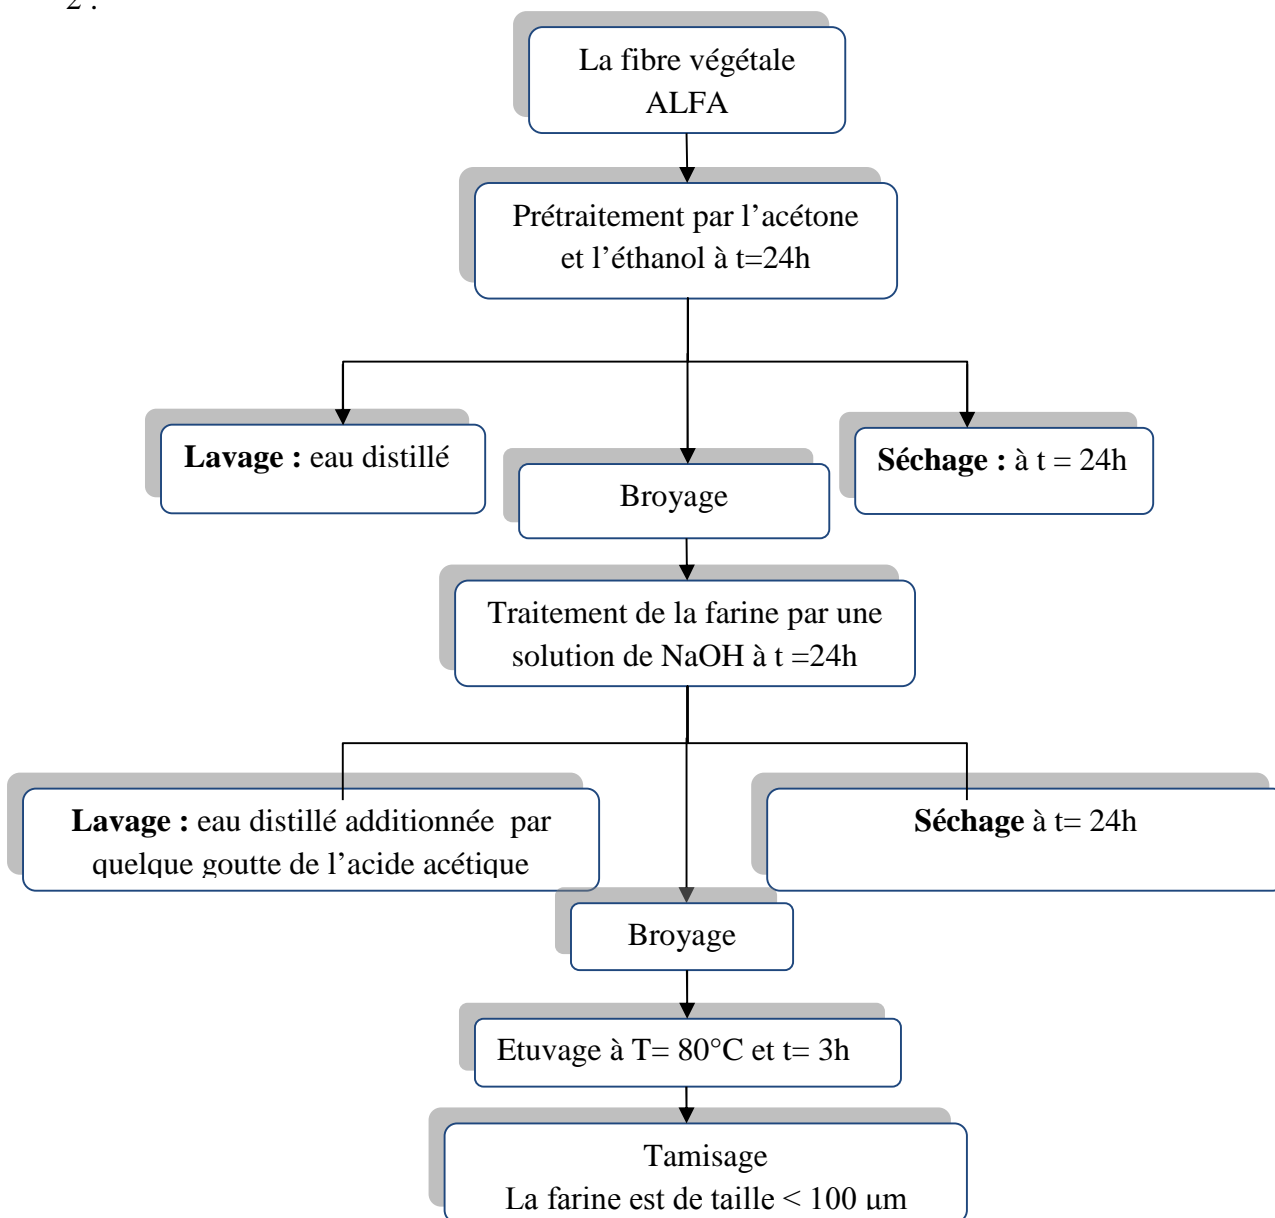 2 :
La fibre végétale
ALFA
Prétraitement par l’acétone
et l’éthanol à t=24h
Lavage : eau distillé
Séchage : à t = 24h
Broyage
Traitement de la farine par une
solution de NaOH à t =24h
Lavage : eau distillé additionnée par
quelque goutte de l’acide acétique
Séchage à t= 24h
Broyage
Etuvage à T= 80°C et t= 3h
Tamisage
La farine est de taille < 100 µm